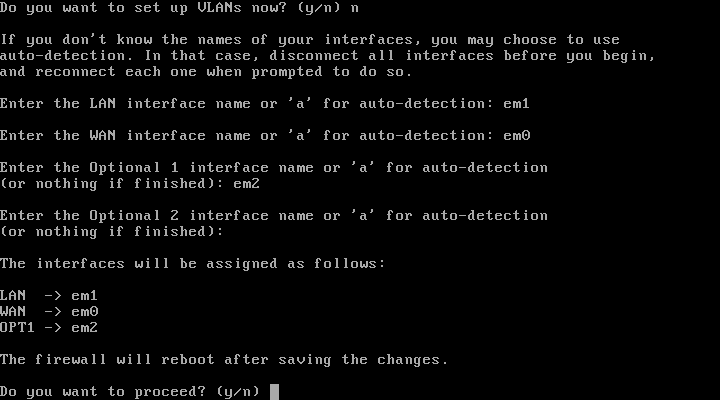 Do you want to set up VLANs now? (y/n) n
If you don't know the names of your interfaces, you may choose to use
auto-detection. In that case, disconnect all interfaces before you begin,
and reconnect each one when prompted to do so.
Enter the LAN interface name or 'a' for auto-detection: em1
Enter the WAN interface name or 'a' for auto-detection: em0
Enter the Optional 1 interface name or 'a' for auto-detection
(or nothing if finished): em2
Enter the Optional 2 interface name or 'a' for auto-detection
(or nothing if finished):
The interfaces will be assigned as follows:
LAN  -> em1
WAN  -> em0
OPT1 -> em2
The firewall will reboot after saving the changes.
Do you want to proceed? (y/n)